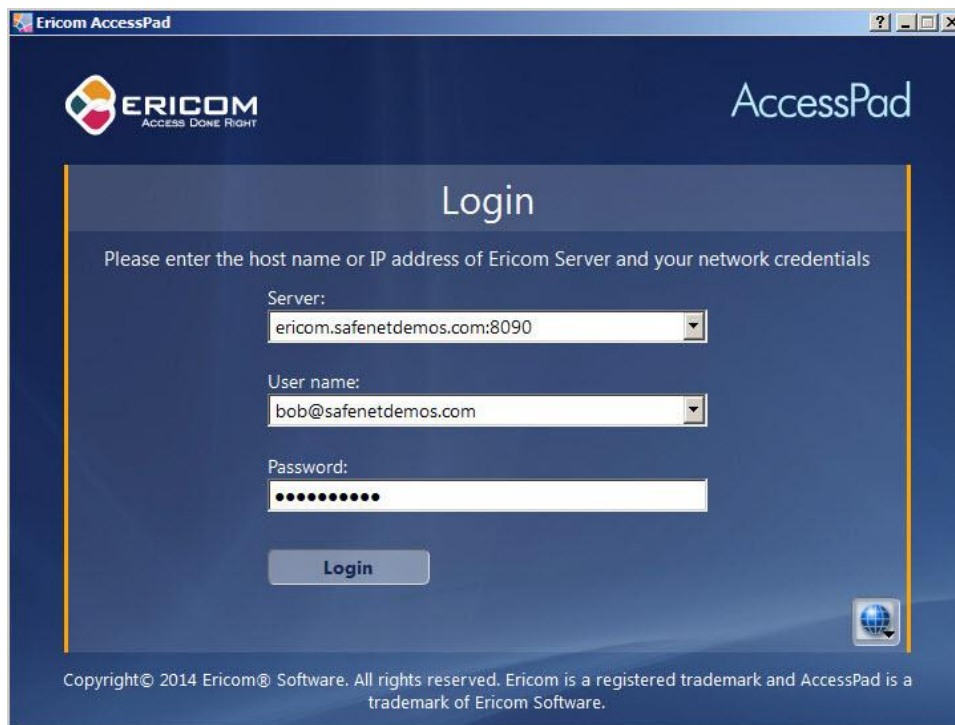 Ericom AccessPad
ERICOM
ACCESS DONE RIGHT
AccessPad
Login
Please enter the host name or IP address of Ericom Server and your network credentials
Server:
ericom.safenetdemos.com:8090
User name:
bob@safenetdemos.com
Password:
••••••••••
Login
Copyright© 2014 Ericom® Software. All rights reserved. Ericom is a registered trademark and AccessPad is a
trademark of Ericom Software.